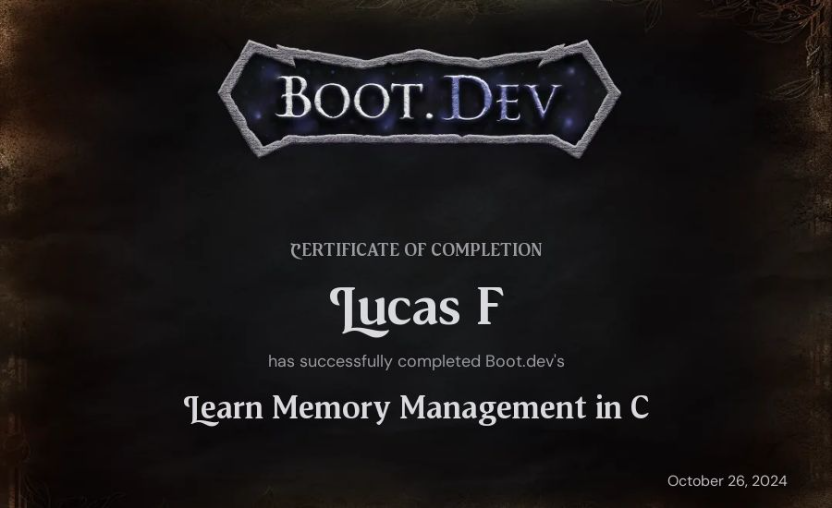 BOOT.DEV
CERTIFICATE OF COMPLETION
Lucas F
has successfully completed Boot.dev's
Learn Memory Management in C
October 26, 2024